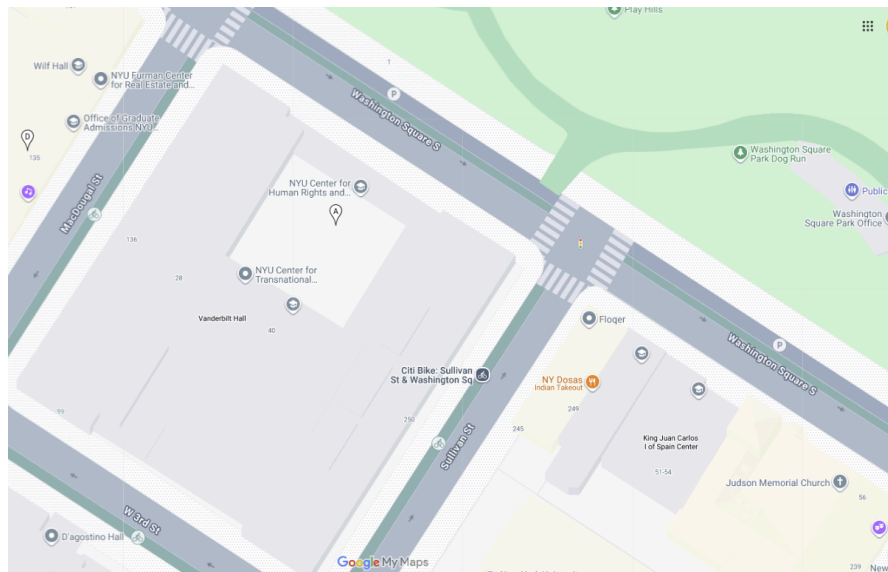 Play Hills
Wilf Hall
NYU Furman Center
for Real Estate and...
1
P
Washington Square S
Office of Graduate
Admissions NYU...
D
135
Washington Square
Park Dog Run
MacDougal St
NYU Center for
Human Rights and...
Public
A
Washington
Square Park Office
136
28
NYU Center for
Transnational...
Vanderbilt Hall
40
Floqer
P
Washington Square S
Citi Bike: Sullivan
St & Washington Sq
NY Dosas
Indian Takeout
249
99
250
245
Sullivan St
King Juan Carlos
I of Spain Center
51-54
Judson Memorial Church
56
W 3rd St
D'agostino Hall
Google My Maps
239
New